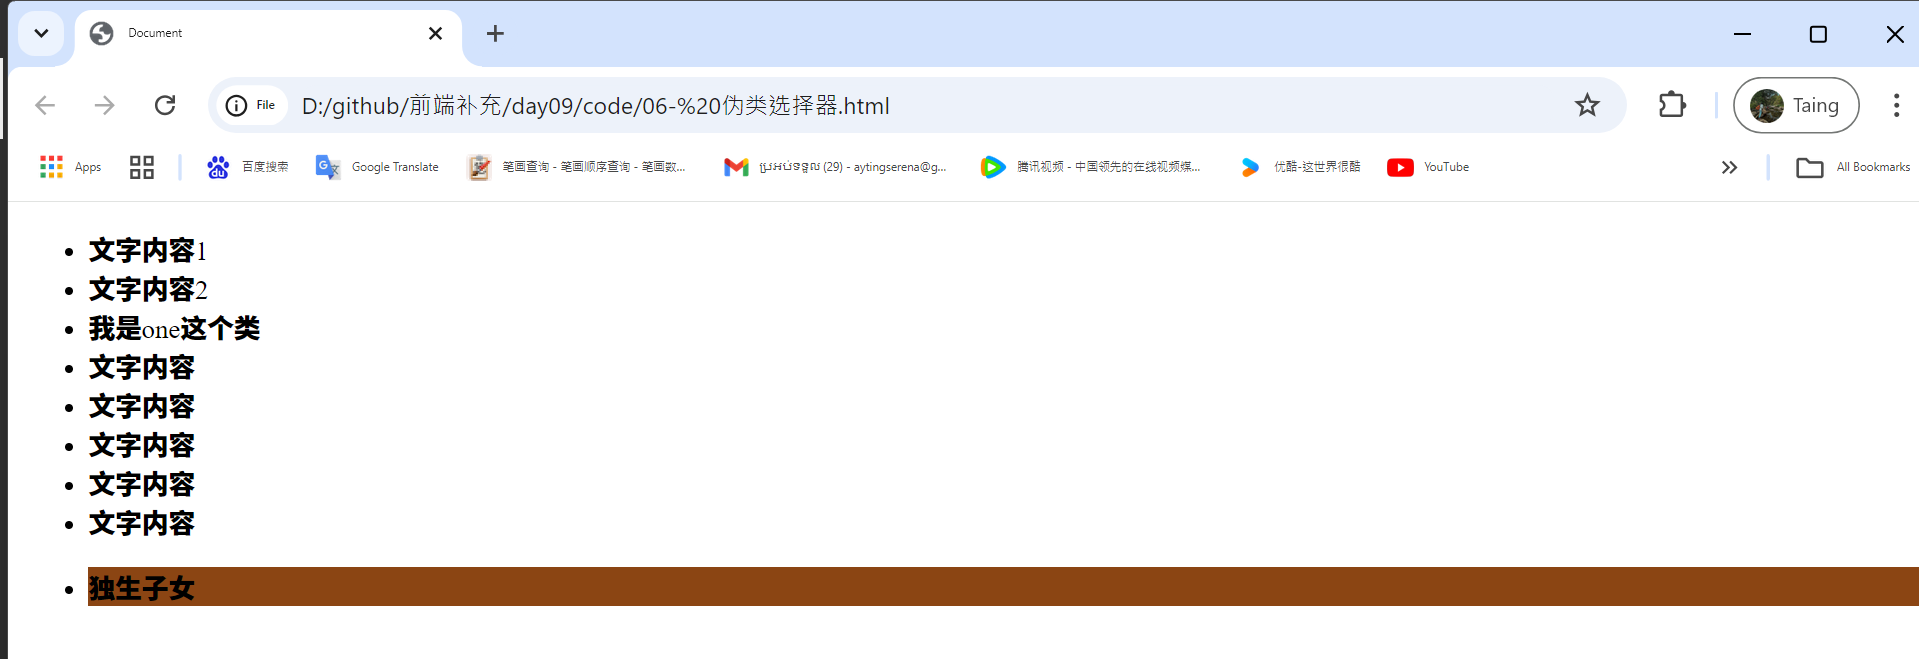 Document
File D:/github/前端补充/day09/code/06-%20伪类选择器.html Taing
Apps 百度搜索 Google Translate 笔画查询 - 笔画顺序查询 - 笔画数... ប្រអប់ទទួល (29) - aytingserena@g... 腾讯视频 - 中国领先的在线视频媒... 优酷-这世界很酷 YouTube All Bookmarks
文字内容1
文字内容2
我是one这个类
文字内容
文字内容
文字内容
文字内容
文字内容
独生子女